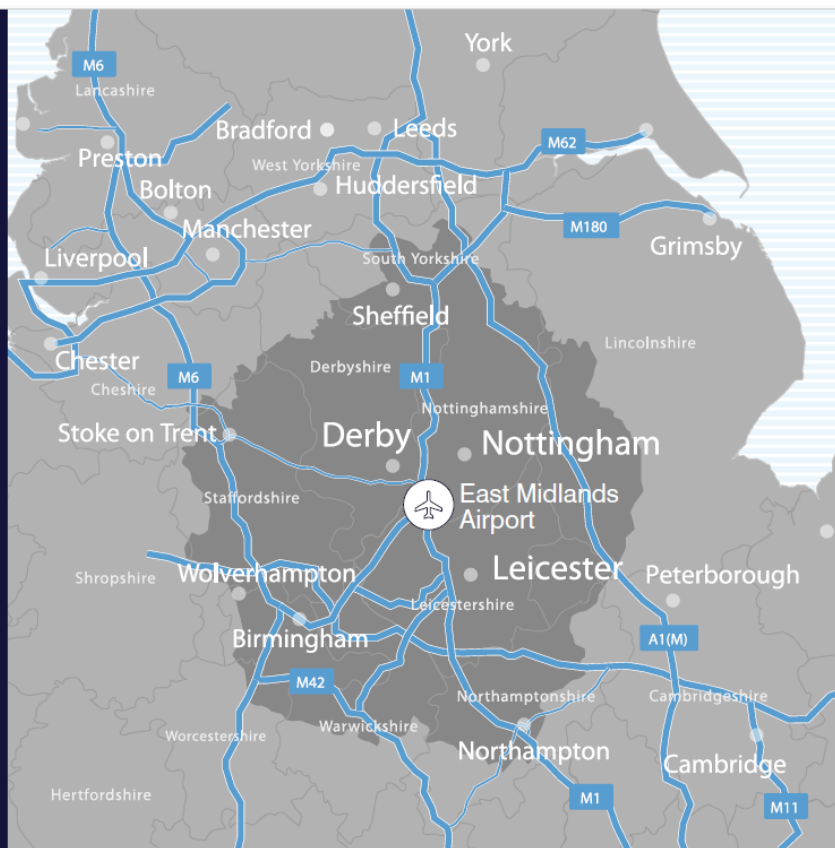 York
M6
Lancashire
Bradford
Leeds
M62
Preston
West Yorkshire
Bolton
Huddersfield
Manchester
M180
Grimsby
Liverpool
South Yorkshire
Sheffield
Lincolnshire
Chester
Derbyshire
M6
M1
Cheshire
Nottinghamshire
Stoke on Trent
Derby
Nottingham
Staffordshire
East Midlands
Airport
Shropshire
Wolverhampton
Leicester
Peterborough
Leicestershire
Birmingham
A1(M)
M42
Northamptonshire
Cambridgeshire
Worcestershire
Warwickshire
Northampton
Cambridge
Hertfordshire
M1
M11